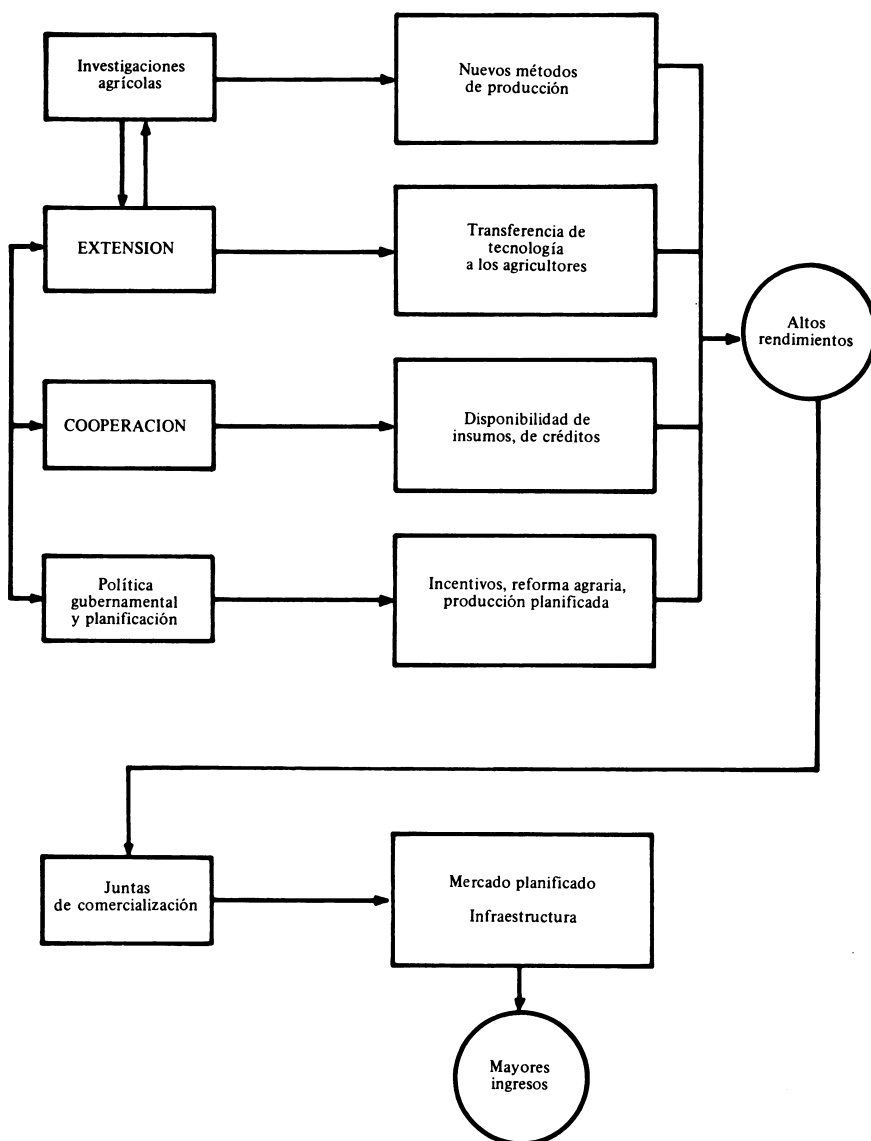 Investigaciones
agrícolas
Nuevos métodos
de producción
EXTENSION
Transferencia de
tecnología
a los agricultores
Altos
rendimientos
COOPERACION
Disponibilidad de
insumos, de créditos
Política
gubernamental
y planificación
Incentivos, reforma agraria,
producción planificada
Juntas
de comercialización
Mercado planificado
Infraestructura
Mayores
ingresos